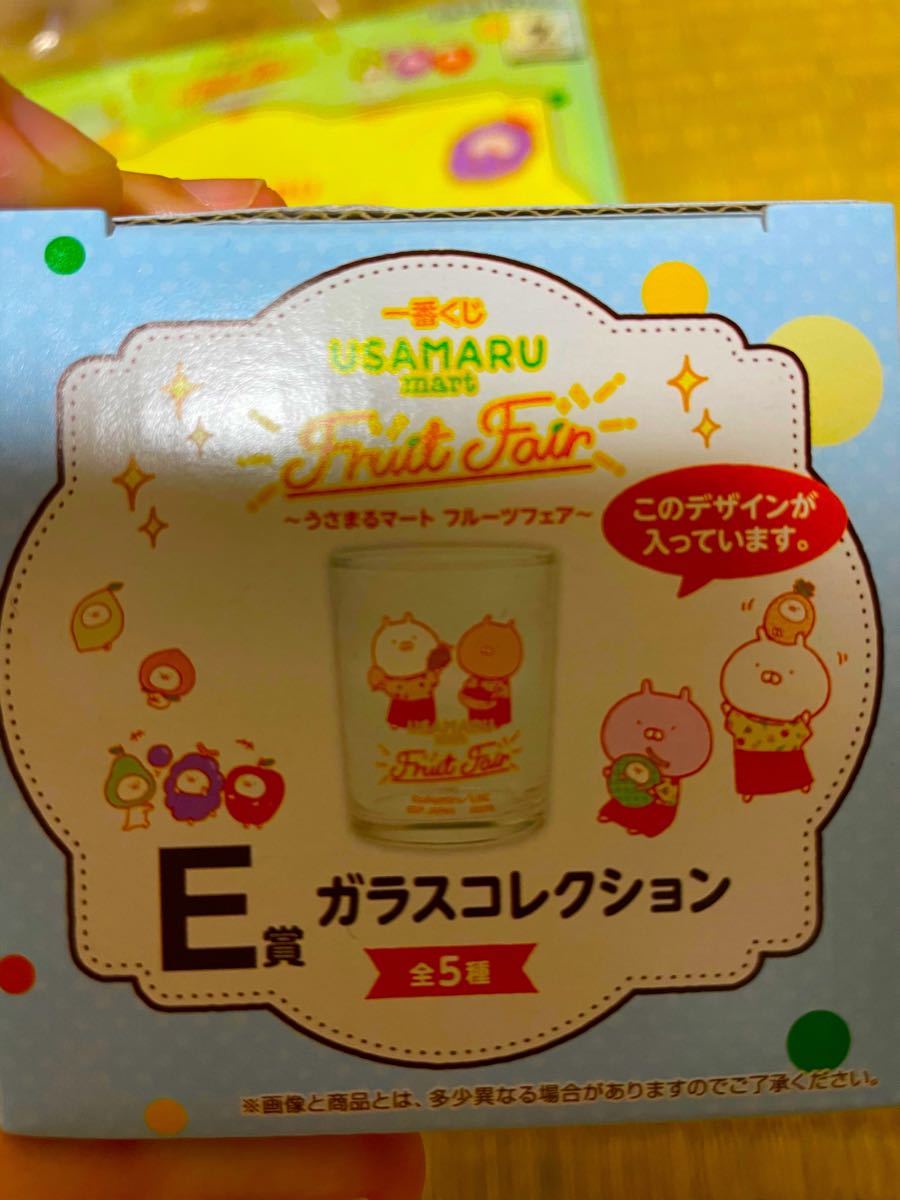 一番くじ
USAMARU
mart
Fruit Fair
～うさまるマート フルーツフェア～
このデザインが
入っています。
USAMARU
Fruit Fair
E賞 ガラスコレクション
全5種
※画像と商品とは、多少異なる場合がありますのでご了承ください。